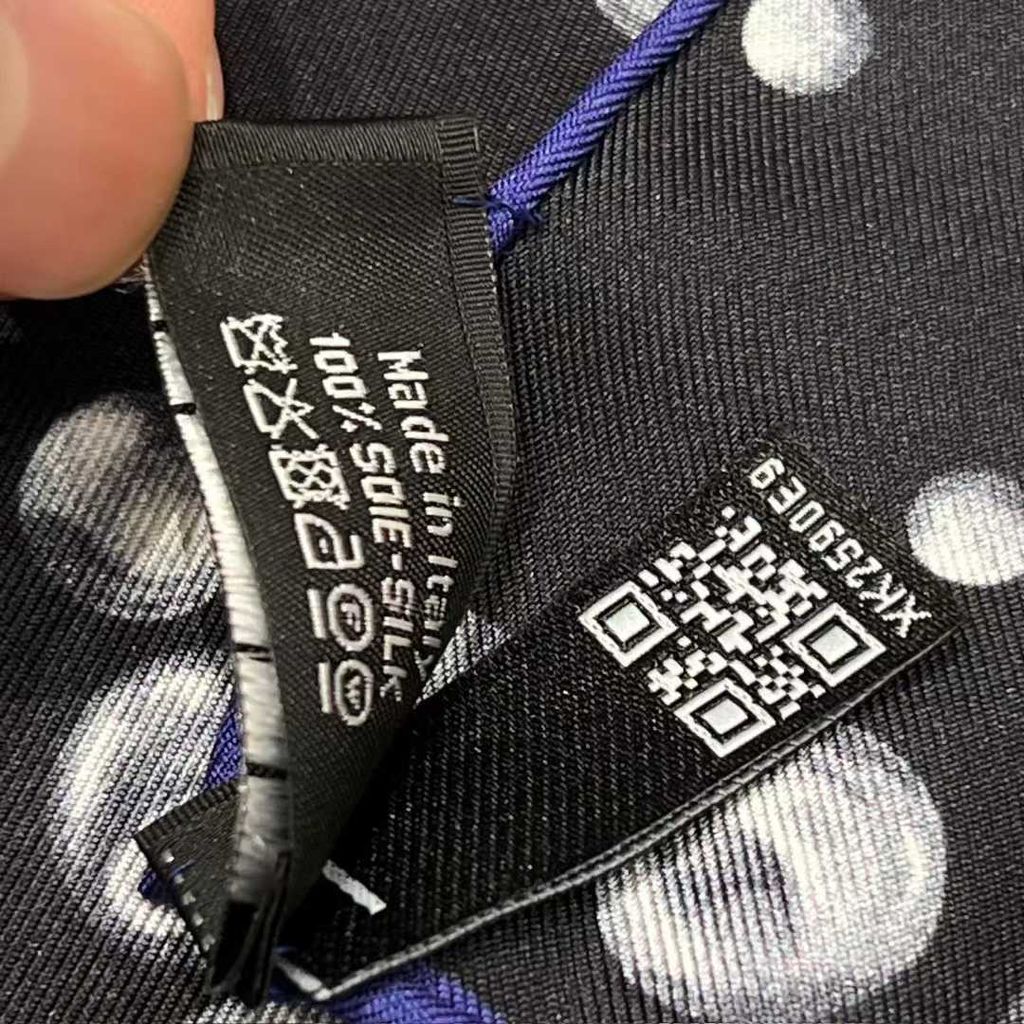 Made in Italy
100% SOIE-SILK
P
W
XK2590E9